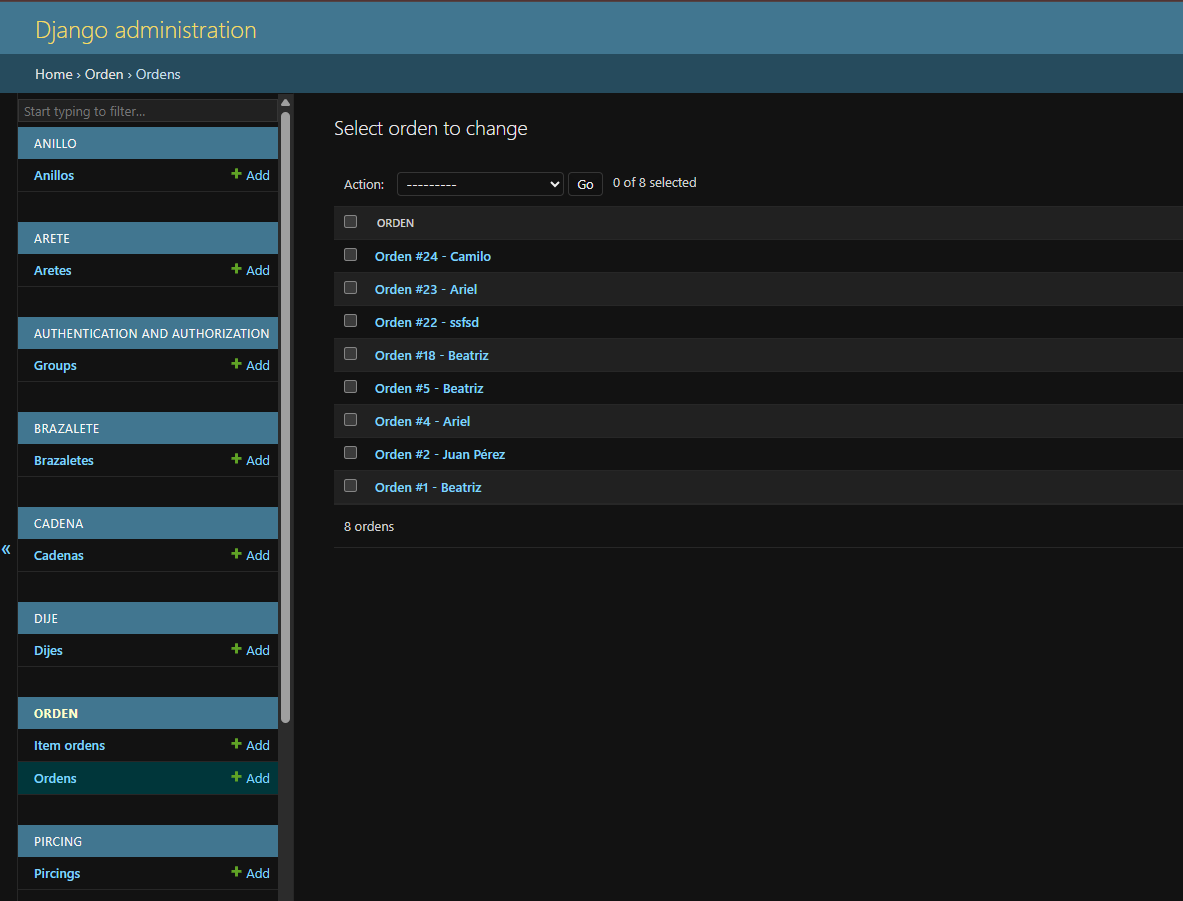 Django administration
Home › Orden › Ordens
Start typing to filter...
ANILLO
Anillos + Add
ARETE
Aretes + Add
AUTHENTICATION AND AUTHORIZATION
Groups + Add
BRAZALETE
Brazaletes + Add
CADENA
Cadenas + Add
«
DIJE
Dijes + Add
ORDEN
Item ordens + Add
Ordens + Add
PIRCING
Pircings + Add
Select orden to change
Action: --------- Go 0 of 8 selected
ORDEN
Orden #24 - Camilo
Orden #23 - Ariel
Orden #22 - ssfsd
Orden #18 - Beatriz
Orden #5 - Beatriz
Orden #4 - Ariel
Orden #2 - Juan Pérez
Orden #1 - Beatriz
8 ordens